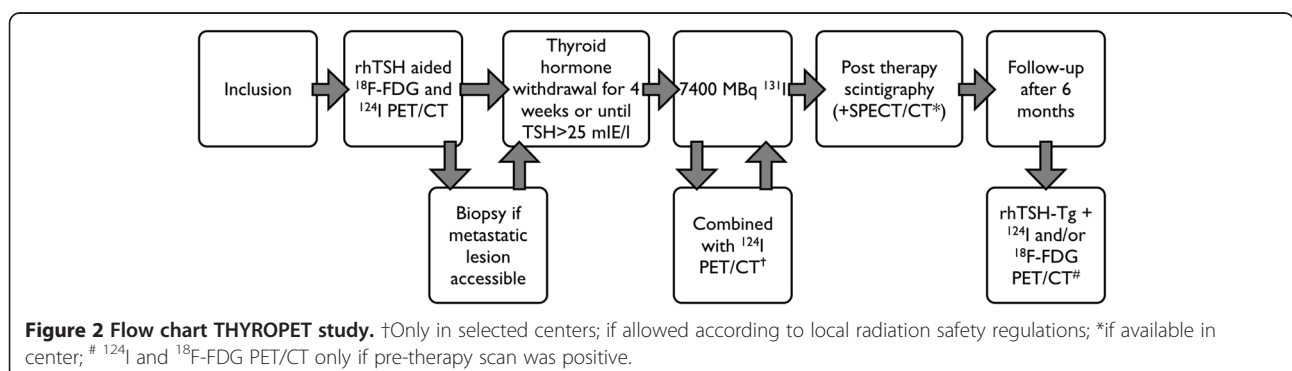 Inclusion
rhTSH aided
¹⁸F-FDG and
¹²⁴I PET/CT
Thyroid
hormone
withdrawal for 4
weeks or until
TSH>25 mIE/l
7400 MBq ¹³¹I
Post therapy
scintigraphy
(+SPECT/CT*)
Follow-up
after 6
months
Biopsy if
metastatic
lesion
accessible
Combined
with ¹²⁴I
PET/CT†
rhTSH-Tg +
¹²⁴I and/or
¹⁸F-FDG
PET/CT#
Figure 2 Flow chart THYROPET study. †Only in selected centers; if allowed according to local radiation safety regulations; *if available in
center; # ¹²⁴I and ¹⁸F-FDG PET/CT only if pre-therapy scan was positive.